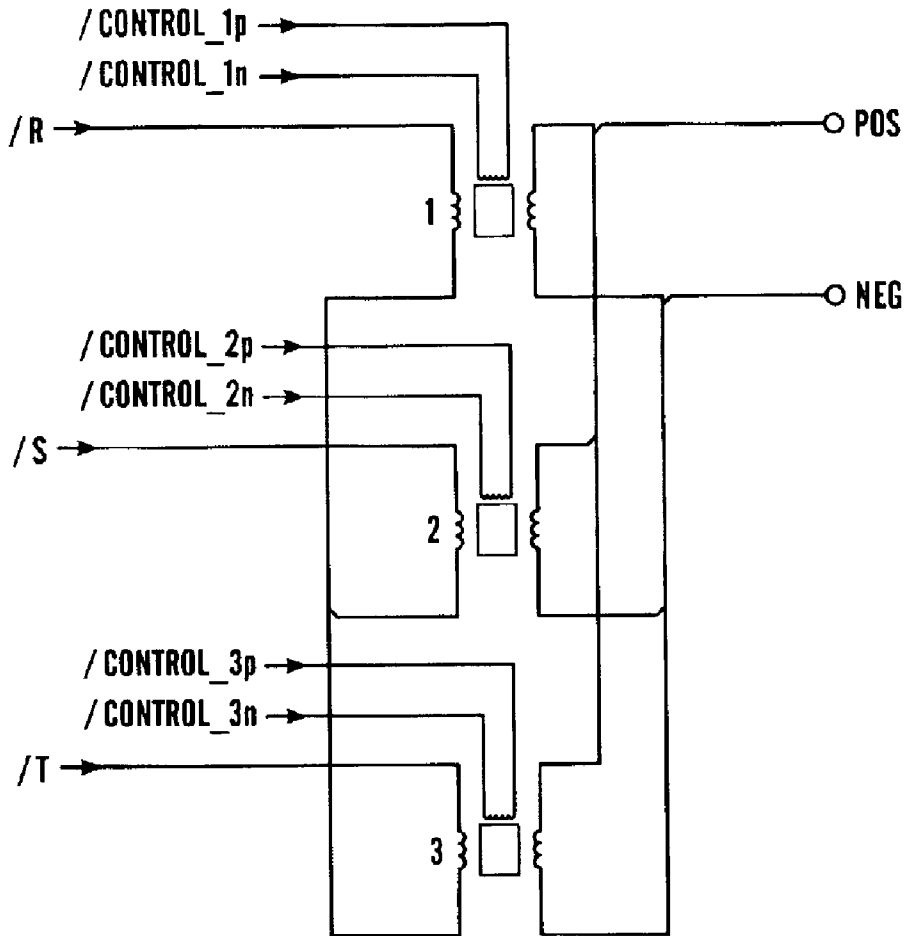 /CONTROL_1p
/CONTROL_1n
/R
POS
1
NEG
/CONTROL_2p
/CONTROL_2n
/S
2
/CONTROL_3p
/CONTROL_3n
/T
3